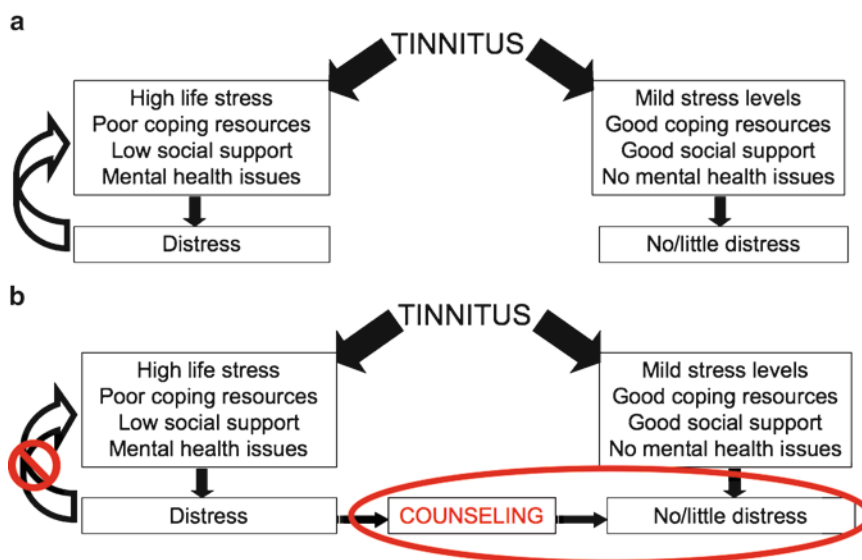 a
TINNITUS
High life stress
Poor coping resources
Low social support
Mental health issues
Distress
Mild stress levels
Good coping resources
Good social support
No mental health issues
No/little distress
b
TINNITUS
High life stress
Poor coping resources
Low social support
Mental health issues
Distress
COUNSELING
Mild stress levels
Good coping resources
Good social support
No mental health issues
No/little distress